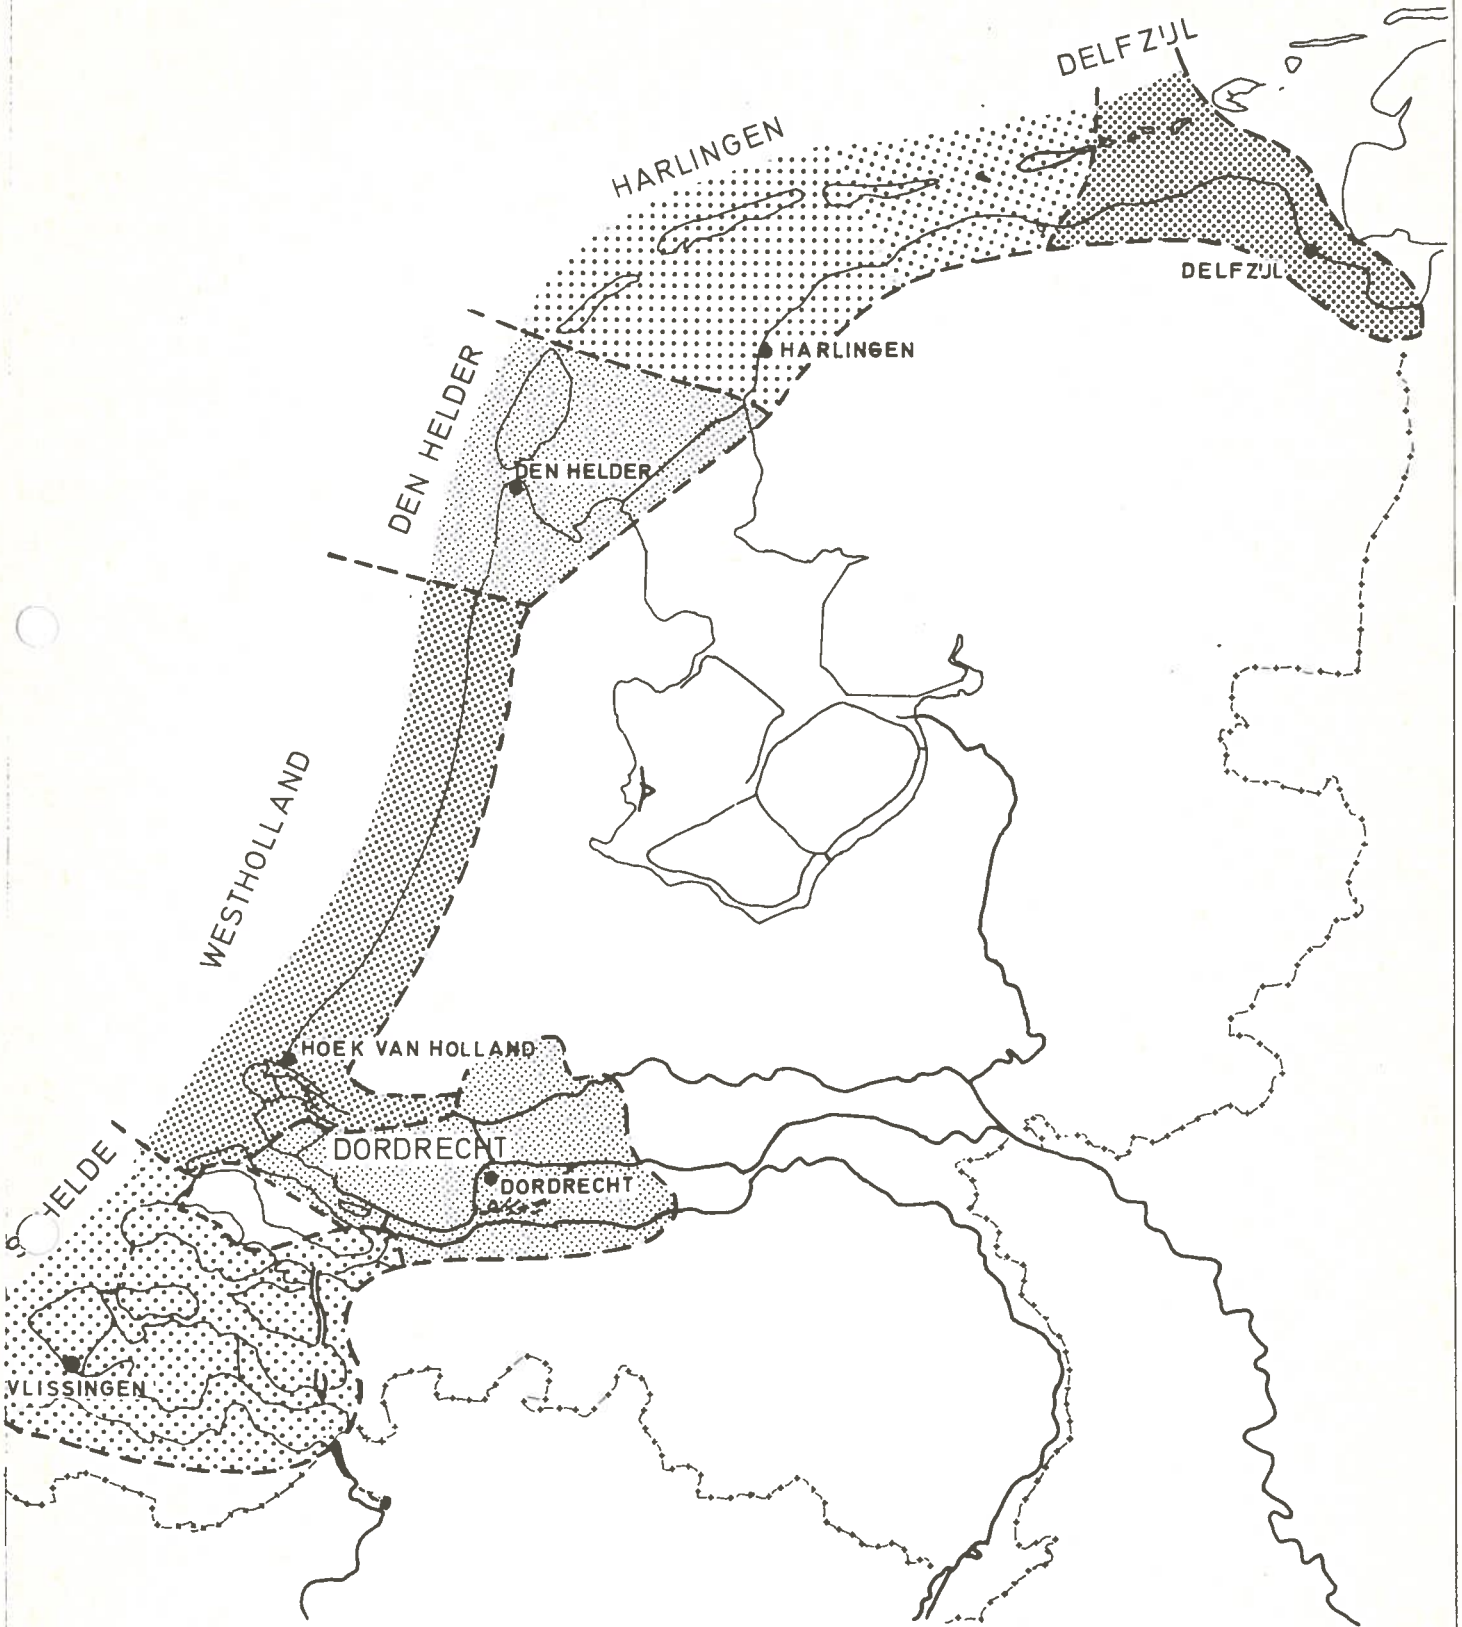 DELFZIJL
HARLINGEN
DELFZIJL
HARLINGEN
DEN HELDER
DEN HELDER
WESTHOLLAND
HOEK VAN HOLLAND
DORDRECHT
DORDRECHT
HELDE
VLISSINGEN